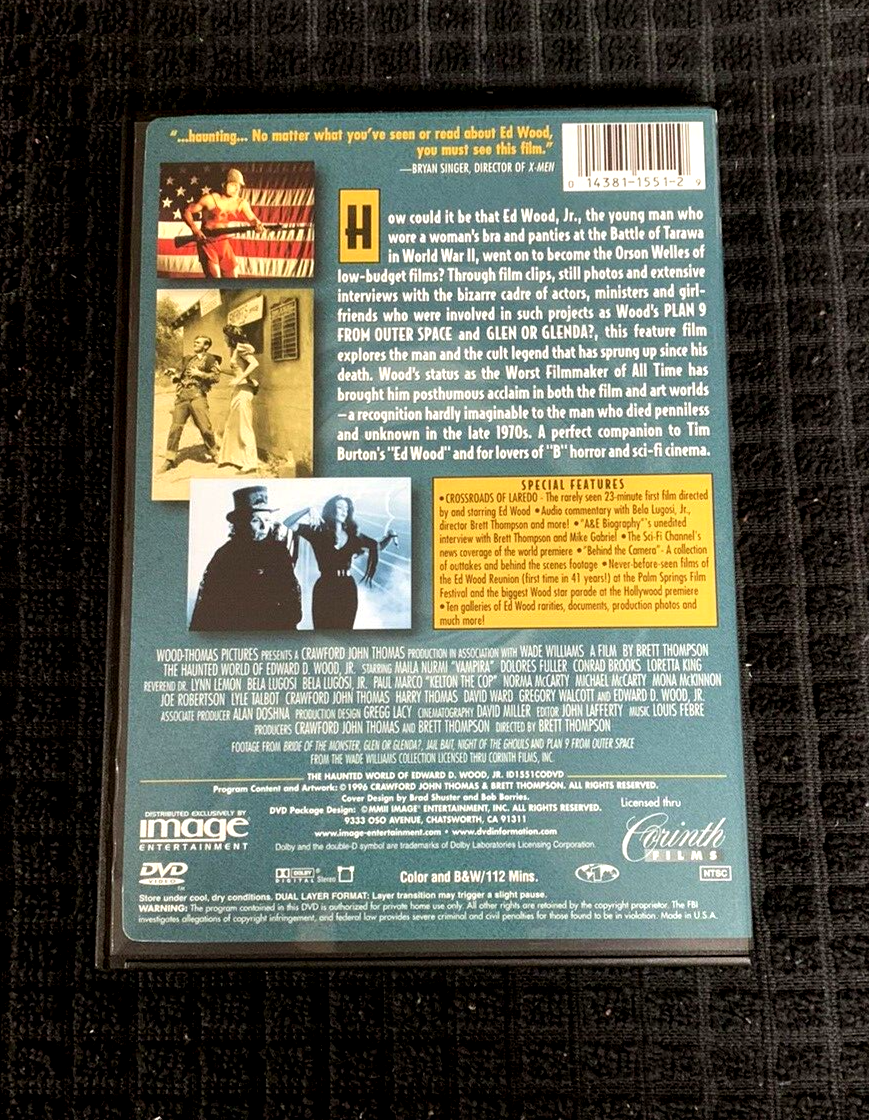 "...haunting... No matter what you've seen or read about Ed Wood,
you must see this film."
—BRYAN SINGER, DIRECTOR OF X-MEN
0 14381-1551-2 9
How could it be that Ed Wood, Jr., the young man who
wore a woman's bra and panties at the Battle of Tarawa
in World War II, went on to become the Orson Welles of
low-budget films? Through film clips, still photos and extensive
interviews with the bizarre cadre of actors, ministers and girl-
friends who were involved in such projects as Wood's PLAN 9
FROM OUTER SPACE and GLEN OR GLENDA?, this feature film
explores the man and the cult legend that has sprung up since his
death. Wood's status as the Worst Filmmaker of All Time has
brought him posthumous acclaim in both the film and art worlds
—a recognition hardly imaginable to the man who died penniless
and unknown in the late 1970s. A perfect companion to Tim
Burton's "Ed Wood" and for lovers of "B" horror and sci-fi cinema.
SPECIAL FEATURES
•CROSSROADS OF LAREDO - The rarely seen 23-minute first film directed
by and starring Ed Wood •Audio commentary with Bela Lugosi, Jr.,
director Brett Thompson and more! •"A&E Biography"'s unedited
interview with Brett Thompson and Mike Gabriel •The Sci-Fi Channel's
news coverage of the world premiere •"Behind the Camera"- A collection
of outtakes and behind the scenes footage •Never-before-seen films of
the Ed Wood Reunion (first time in 41 years!) at the Palm Springs Film
Festival and the biggest Wood star parade at the Hollywood premiere
•Ten galleries of Ed Wood rarities, documents, production photos and
much more!
WOOD-THOMAS PICTURES PRESENTS A CRAWFORD JOHN THOMAS PRODUCTION IN ASSOCIATION WITH WADE WILLIAMS A FILM BY BRETT THOMPSON
THE HAUNTED WORLD OF EDWARD D. WOOD, JR. STARRING MAILA NURMI "VAMPIRA" DOLORES FULLER CONRAD BROOKS LORETTA KING
REVEREND DR. LYNN LEMON BELA LUGOSI BELA LUGOSI, JR. PAUL MARCO "KELTON THE COP" NORMA McCARTY MICHAEL McCARTY MONA McKINNON
JOE ROBERTSON LYLE TALBOT CRAWFORD JOHN THOMAS HARRY THOMAS DAVID WARD GREGORY WALCOTT AND EDWARD D. WOOD, JR.
ASSOCIATE PRODUCER ALAN DOSHNA PRODUCTION DESIGN GREGG LACY CINEMATOGRAPHY DAVID MILLER EDITOR JOHN LAFFERTY MUSIC LOUIS FEBRE
PRODUCERS CRAWFORD JOHN THOMAS AND BRETT THOMPSON DIRECTED BY BRETT THOMPSON
FOOTAGE FROM BRIDE OF THE MONSTER, GLEN OR GLENDA?, JAIL BAIT, NIGHT OF THE GHOULS AND PLAN 9 FROM OUTER SPACE
FROM THE WADE WILLIAMS COLLECTION LICENSED THRU CORINTH FILMS, INC.
THE HAUNTED WORLD OF EDWARD D. WOOD, JR. ID1551CODVD
Program Content and Artwork: ©1996 CRAWFORD JOHN THOMAS & BRETT THOMPSON. ALL RIGHTS RESERVED.
Cover Design by Brad Shuster and Bob Barries.
DVD Package Design: ©MMII IMAGE ENTERTAINMENT, INC. ALL RIGHTS RESERVED.
9333 OSO AVENUE, CHATSWORTH, CA 91311
www.image-entertainment.com • www.dvdinformation.com
Dolby and the double-D symbol are trademarks of Dolby Laboratories Licensing Corporation.
DISTRIBUTED EXCLUSIVELY BY
image
ENTERTAINMENT
Licensed thru
Corinth
FILMS
DVD
VIDEO
TM
DOLBY
DIGITAL Stereo
Color and B&W/112 Mins.
1
NTSC
Store under cool, dry conditions. DUAL LAYER FORMAT: Layer transition may trigger a slight pause.
WARNING: The program contained in this DVD is authorized for private home use only. All other rights are retained by the copyright proprietor. The FBI
investigates allegations of copyright infringement, and federal law provides severe criminal and civil penalties for those found to be in violation. Made in U.S.A.